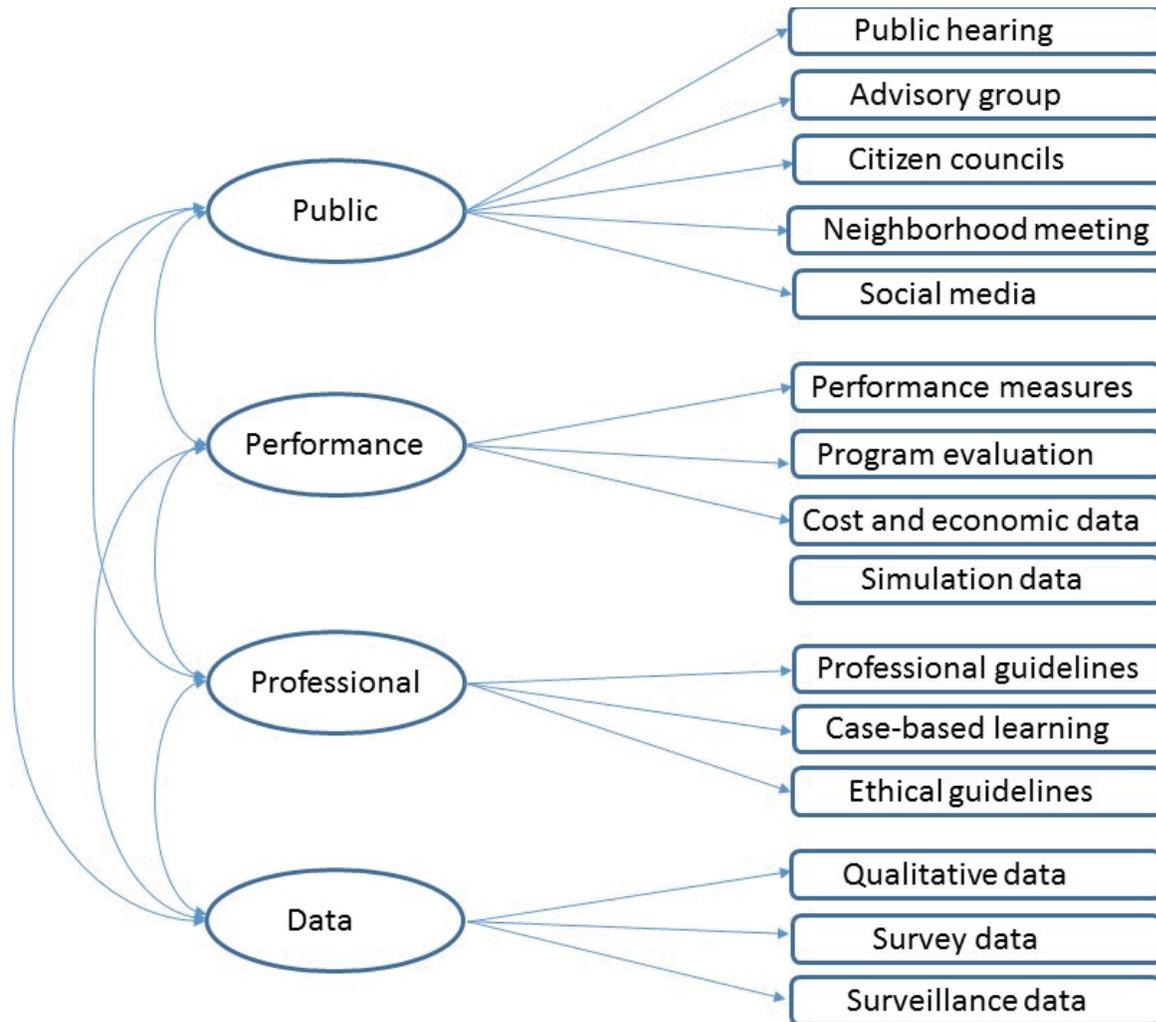 Public hearing
Advisory group
Citizen councils
Public
Neighborhood meeting
Social media
Performance measures
Performance
Program evaluation
Cost and economic data
Simulation data
Professional guidelines
Professional
Case-based learning
Ethical guidelines
Qualitative data
Data
Survey data
Surveillance data